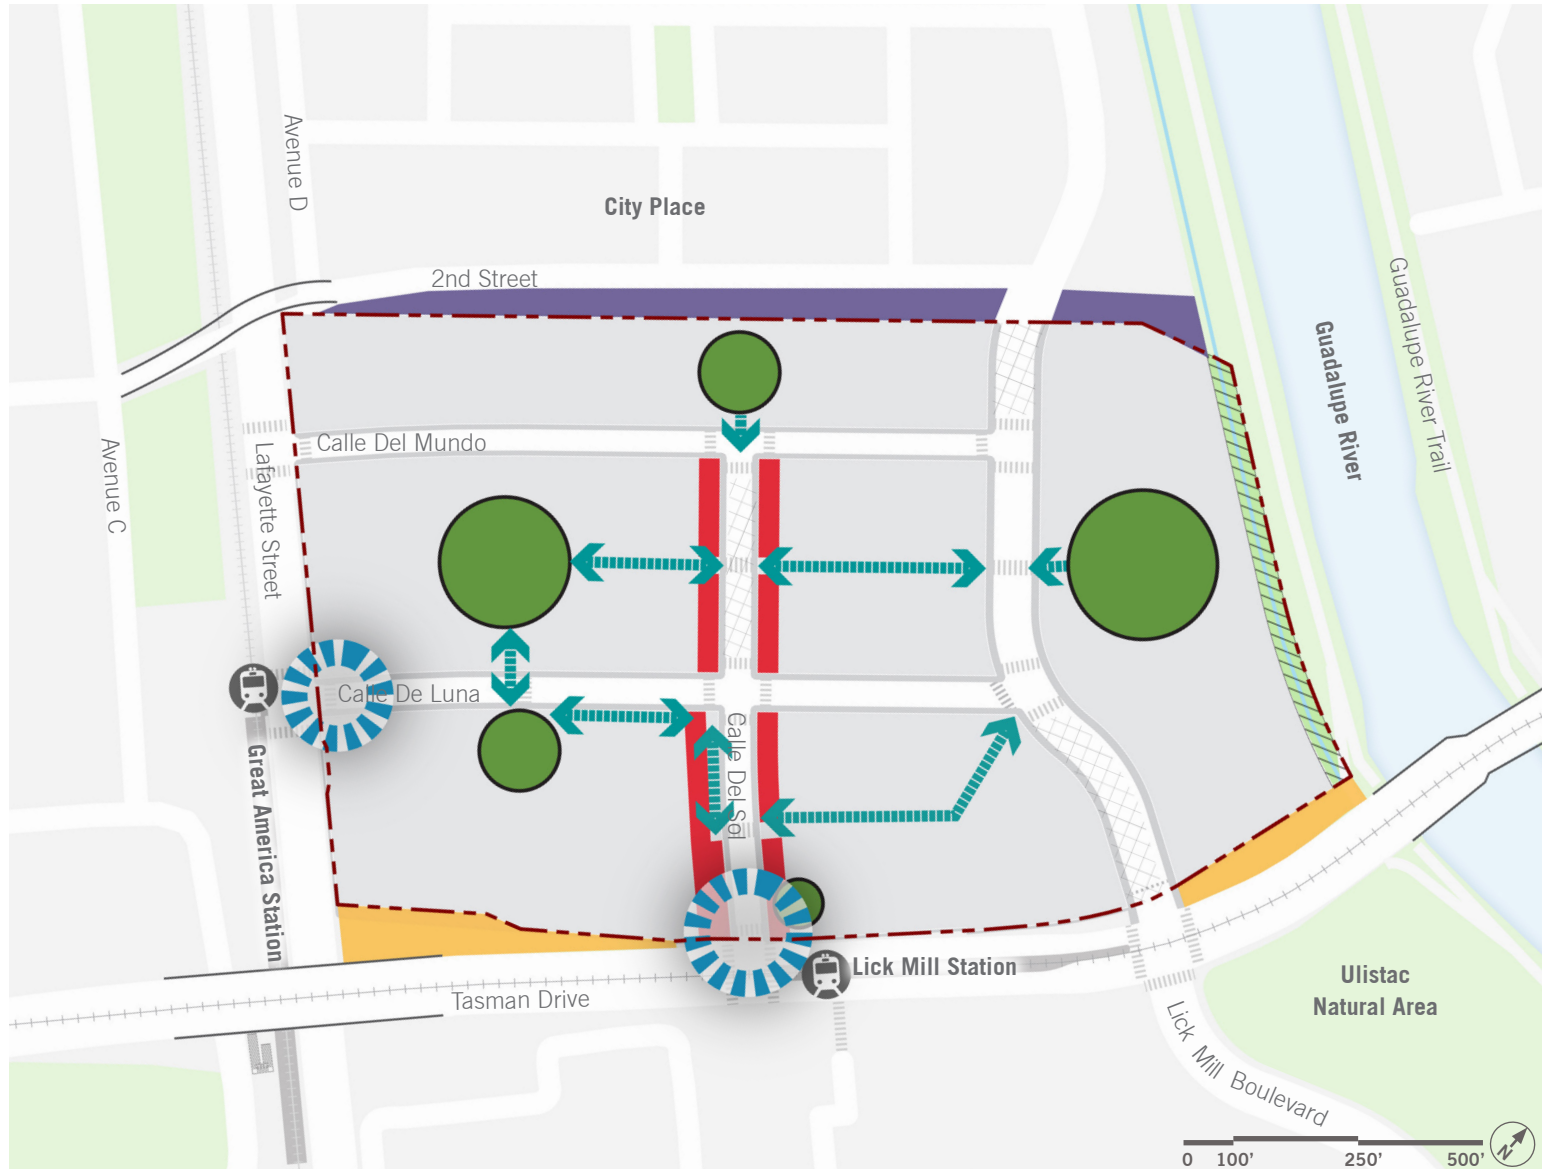 Avenue D
City Place
2nd Street
Guadalupe River Trail
Guadalupe River
Calle Del Mundo
Avenue C
Lafayette Street
Calle De Luna
Calle Del Sol
Great America Station
Lick Mill Station
Tasman Drive
Ulistac
Natural Area
Lick Mill Boulevard
0 100' 250' 500'
N